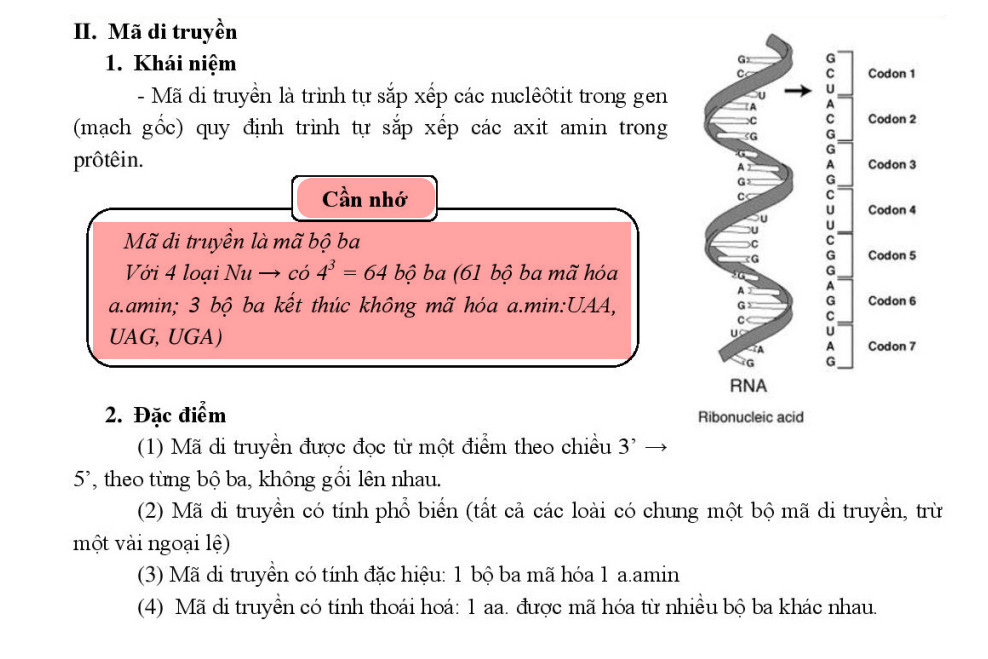 II. Mã di truyền
1. Khái niệm
- Mã di truyền là trình tự sắp xếp các nuclêôtit trong gen
(mạch gốc) quy định trình tự sắp xếp các axit amin trong
prôtêin.
Cần nhớ
Mã di truyền là mã bộ ba
Với 4 loại Nu → có 4³ = 64 bộ ba (61 bộ ba mã hóa
a.amin; 3 bộ ba kết thúc không mã hóa a.min:UAA,
UAG, UGA)
G
C
U
A
C
G
G
A
G
C
U
U
C
G
G
A
G
C
U
A
G
G
C
U
Codon 1
A
C
G
Codon 2
G
A
G
Codon 3
C
U
U
Codon 4
C
G
G
Codon 5
A
G
C
Codon 6
U
A
G
Codon 7
RNA
Ribonucleic acid
2. Đặc điểm
(1) Mã di truyền được đọc từ một điểm theo chiều 3’ →
5’, theo từng bộ ba, không gối lên nhau.
(2) Mã di truyền có tính phổ biến (tất cả các loài có chung một bộ mã di truyền, trừ
một vài ngoại lệ)
(3) Mã di truyền có tính đặc hiệu: 1 bộ ba mã hóa 1 a.amin
(4) Mã di truyền có tính thoái hoá: 1 aa. được mã hóa từ nhiều bộ ba khác nhau.